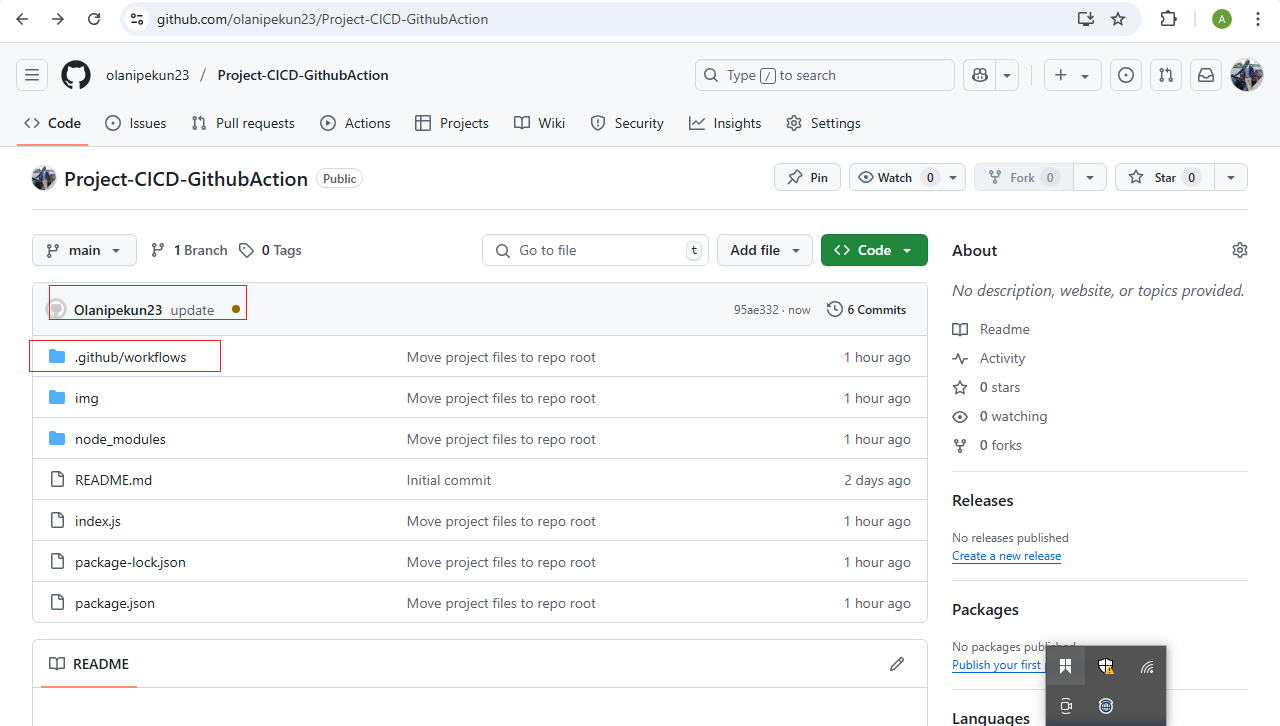 github.com/olanipekun23/Project-CICD-GithubAction
A
olanipekun23 / Project-CICD-GithubAction
Type / to search
Code Issues Pull requests Actions Projects Wiki Security Insights Settings
Project-CICD-GithubAction Public
Pin Watch 0 Fork 0 Star 0
main 1 Branch 0 Tags Go to file t Add file Code
Olanipekun23 update 95ae332 · now 6 Commits
.github/workflows Move project files to repo root 1 hour ago
img Move project files to repo root 1 hour ago
node_modules Move project files to repo root 1 hour ago
README.md Initial commit 2 days ago
index.js Move project files to repo root 1 hour ago
package-lock.json Move project files to repo root 1 hour ago
package.json Move project files to repo root 1 hour ago
README
About
No description, website, or topics provided.
Readme
Activity
0 stars
0 watching
0 forks
Releases
No releases published
Create a new release
Packages
No packages published
Publish your first
Languages